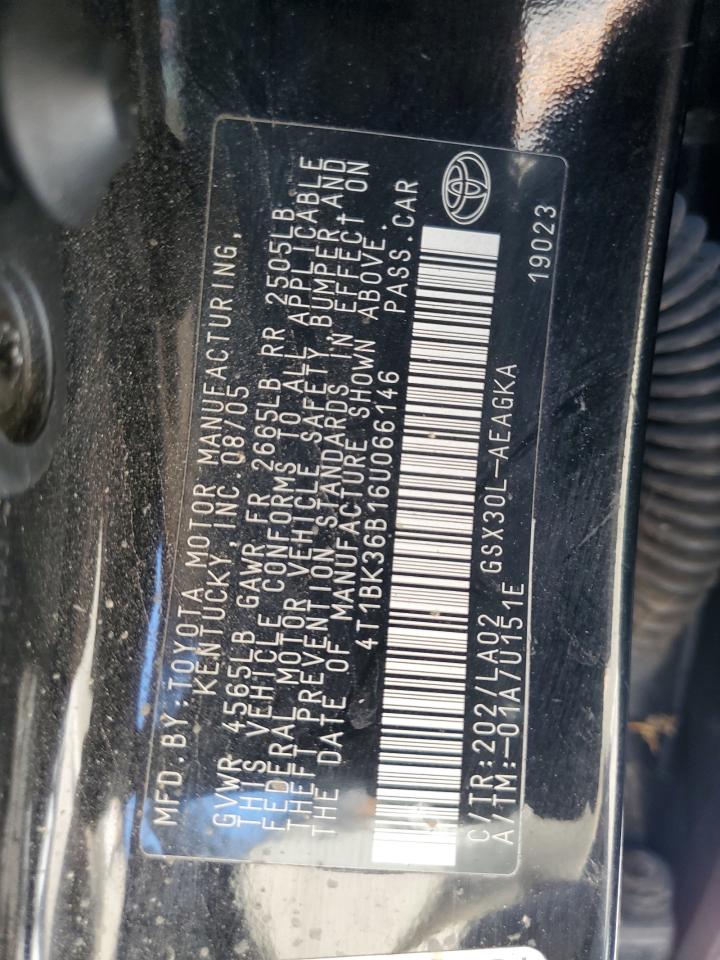 MFD.BY:TOYOTA MOTOR MANUFACTURING,
KENTUCKY, INC 08/05
GVWR 4565LB GAWR FR 2665LB RR 2505LB
THIS VEHICLE CONFORMS TO ALL APPLICABLE
FEDERAL MOTOR VEHICLE SAFETY, BUMPER, AND
THEFT PREVENTION STANDARDS IN EFFECT ON
THE DATE OF MANUFACTURE SHOWN ABOVE.
4T1BK36B16U066146 PASS.CAR
C/TR:202/LA02 GSX30L-AEAGKA
A/TM:-01A/U151E 19023